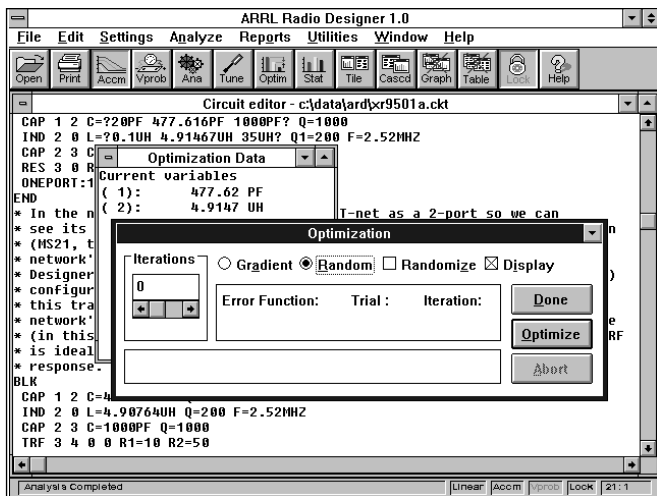 ARRL Radio Designer 1.0
File Edit Settings Analyze Reports Utilities Window Help
Open Print Accm Vprob Ana Tune Optim Stat Tile Cascd Graph Table Lock Help
Circuit editor - c:\data\ard\xr9501a.ckt
CAP 1 2 C=?20PF 477.616PF 1000PF? Q=1000
IND 2 0 L=?0.1UH 4.91467UH 35UH? Q1=200 F=2.52MHZ
CAP 2 3 C
RES 3 0 R
ONEPORT:1
END
* In the n
T-net as a 2-port so we can
* see its
n
* (MS21, t
* network'
* Designer
)
* configur
* this tra
* network'
e
* (in this
RF
* is ideal
* response.
BLK
CAP 1 2 C=4
IND 2 0 L=4.90764UH Q=200 F=2.52MHZ
CAP 2 3 C=1000PF Q=1000
TRF 3 4 0 0 R1=10 R2=50
Optimization Data
Current variables
( 1): 477.62 PF
( 2): 4.9147 UH
Optimization
Iterations
0
Gradient Random Randomize Display
Error Function: Trial : Iteration:
Done
Optimize
Abort
Analysis Completed
Linear Accm Vprob Lock 21:1